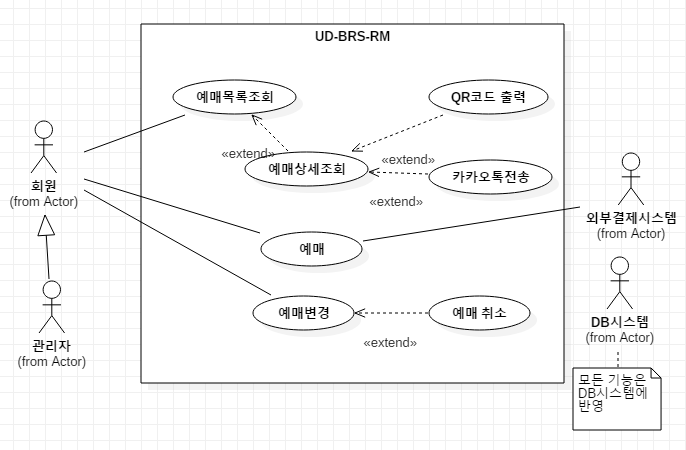 UD-BRS-RM
예매목록조회
QR코드 출력
«extend»
«extend»
예매상세조회
카카오톡전송
«extend»
회원
(from Actor)
외부결제시스템
(from Actor)
예매
관리자
(from Actor)
예매변경
예매 취소
«extend»
DB시스템
(from Actor)
모든 기능은
DB시스템에
반영